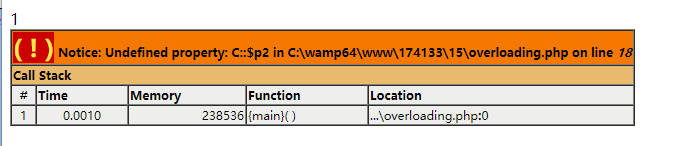 1
( ! ) Notice: Undefined property: C::$p2 in C:\wamp64\www\174133\15\overloading.php on line 18
Call Stack
# Time Memory Function Location
1 0.0010 238536 {main}( ) ...\overloading.php:0